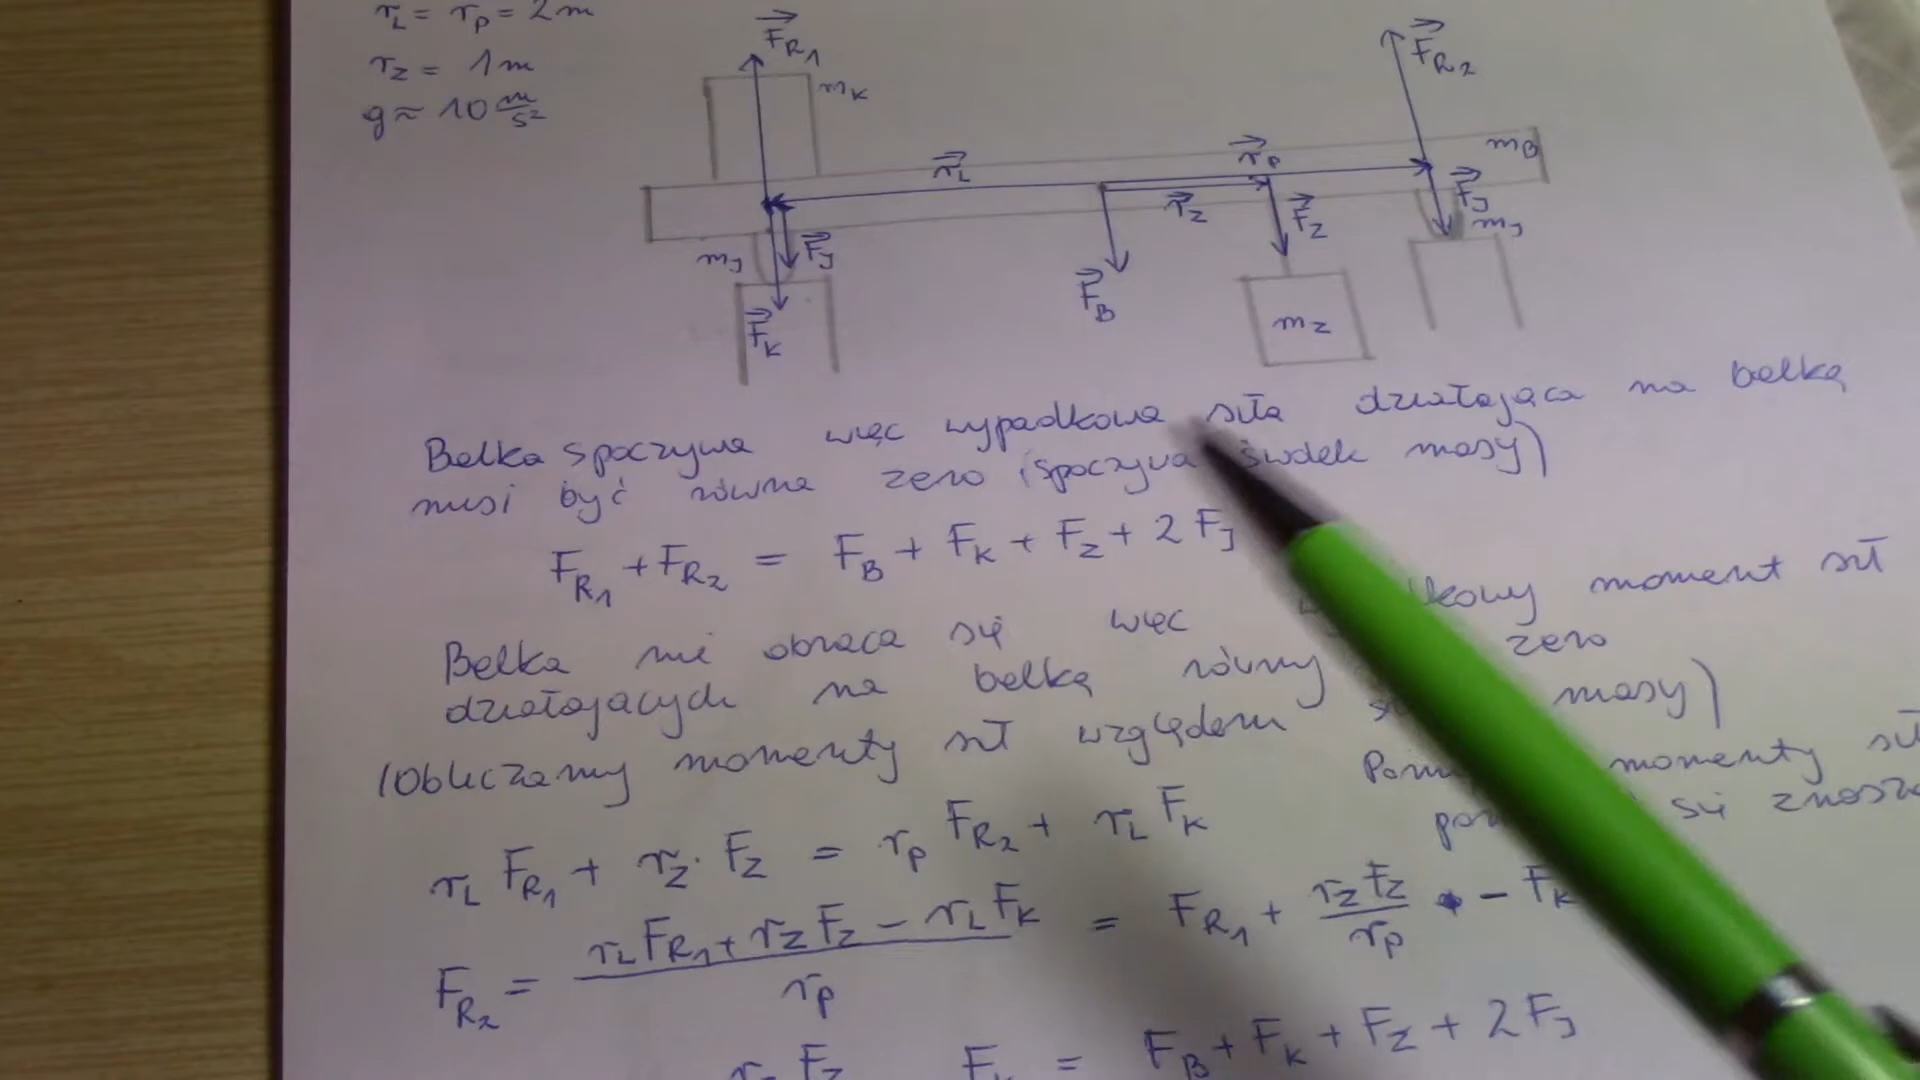 r_L = r_P = 2m
r_Z = 1m
g ≈ 10 m/s²
F_R1
m_K
F_R2
m_B
r_L
r_P
r_Z
F_Z
F_J
m_J
m_J
F_J
F_K
F_B
m_Z
Belka spoczywa więc wypadkowa siła działająca na belkę
musi być równa zero (spoczywa środek masy)
F_R1 + F_R2 = F_B + F_K + F_Z + 2 F_J
Belka nie obraca się więc moment sił
działających na belkę równy zero
(Obliczamy momenty sił względem masy)
momenty sił
się
r_L F_R1 + r_Z · F_Z = r_P F_R2 + r_L F_K
F_R2 = (r_L F_R1 + r_Z F_Z − r_L F_K) / r_P = F_R1 + r_Z F_Z / r_P − F_K
= F_B + F_K + F_Z + 2 F_J